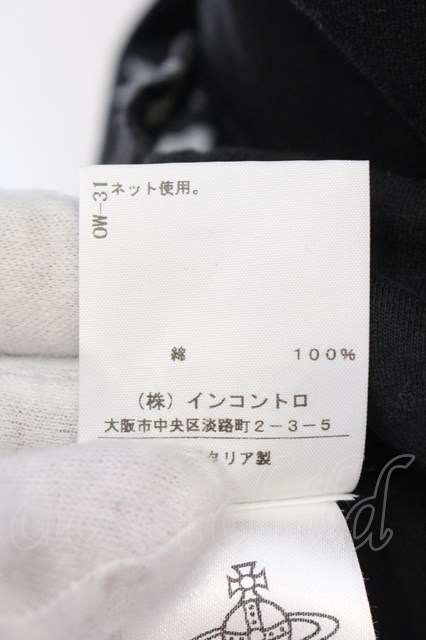 OW-31
ネット使用。
綿 100%
（株）インコントロ
大阪市中央区淡路町2-3-5
タリア製